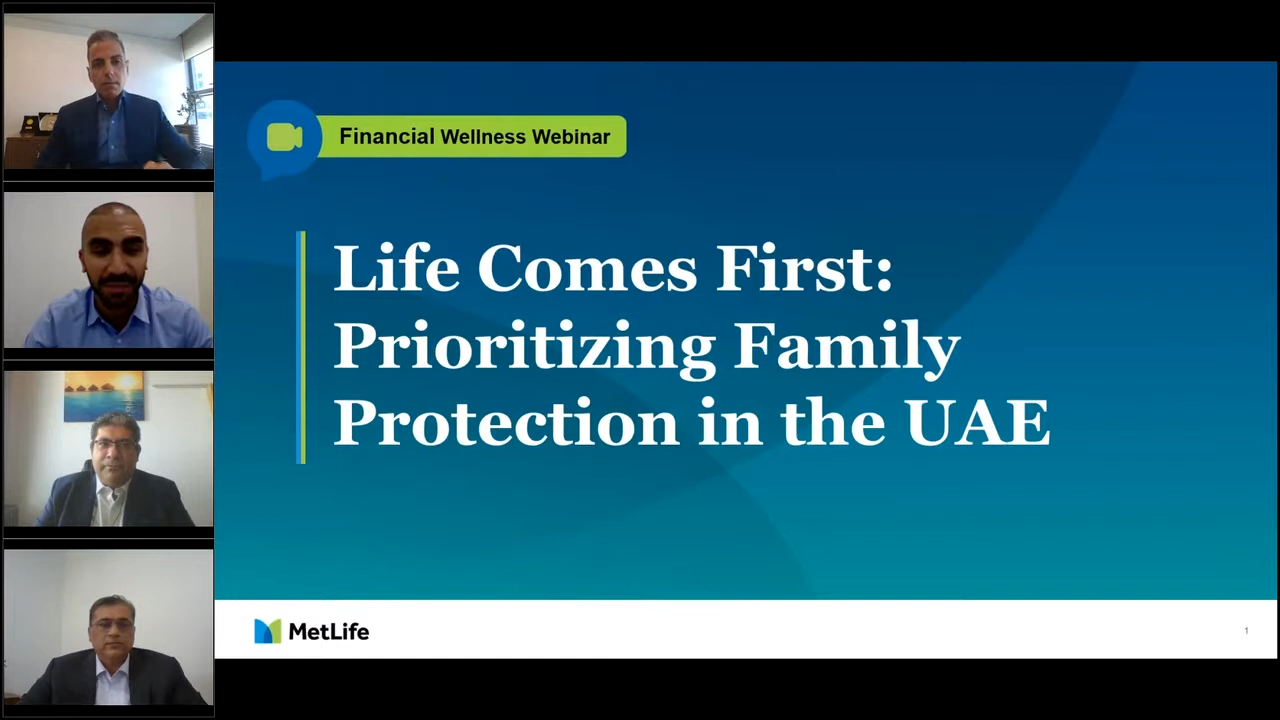 Financial Wellness Webinar
Life Comes First:
Prioritizing Family
Protection in the UAE
MetLife
1